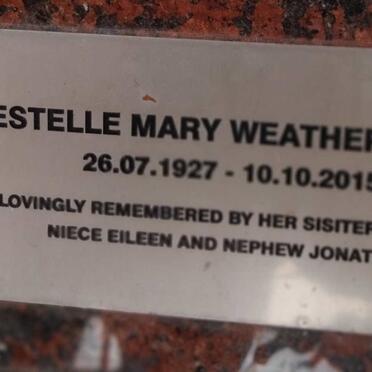 ESTELLE MARY WEATHER
26.07.1927 - 10.10.2015
LOVINGLY REMEMBERED BY HER SISITER
NIECE EILEEN AND NEPHEW JONAT